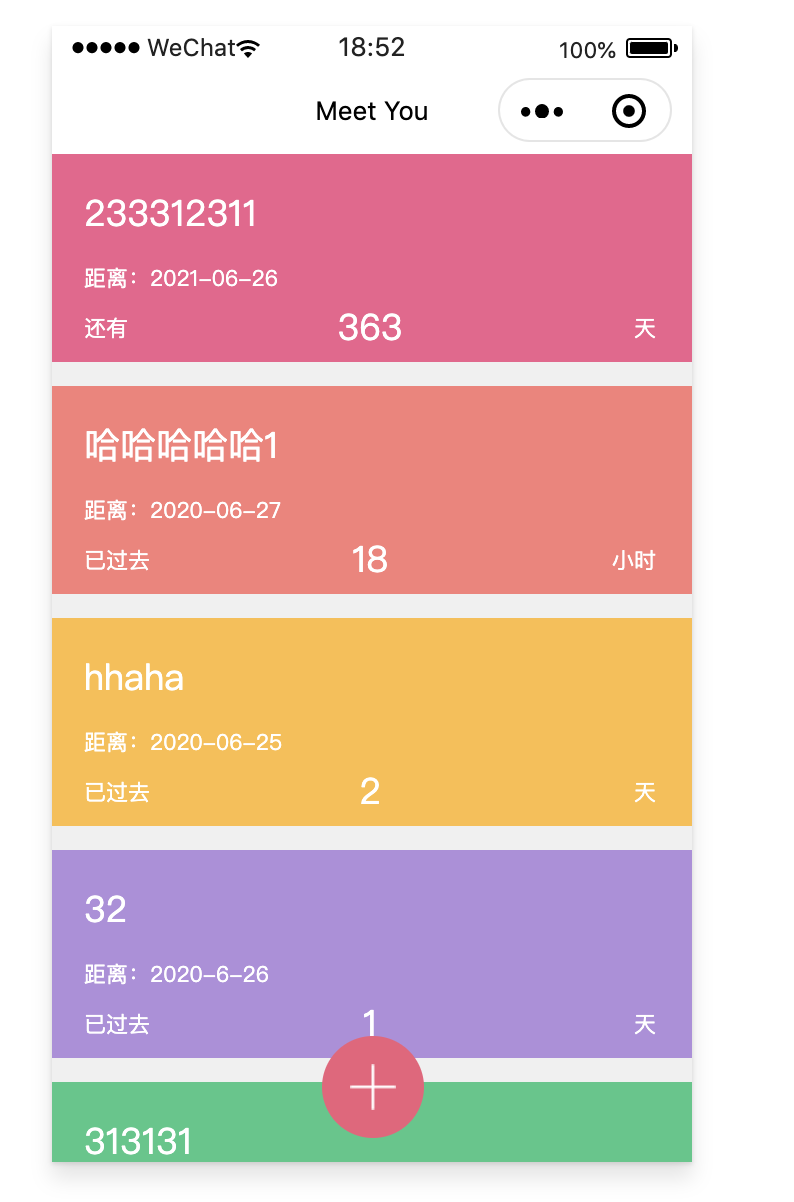 WeChat 18:52 100%
Meet You
233312311
距离：2021-06-26
还有 363 天
哈哈哈哈哈1
距离：2020-06-27
已过去 18 小时
hhaha
距离：2020-06-25
已过去 2 天
32
距离：2020-6-26
已过去 1 天
313131